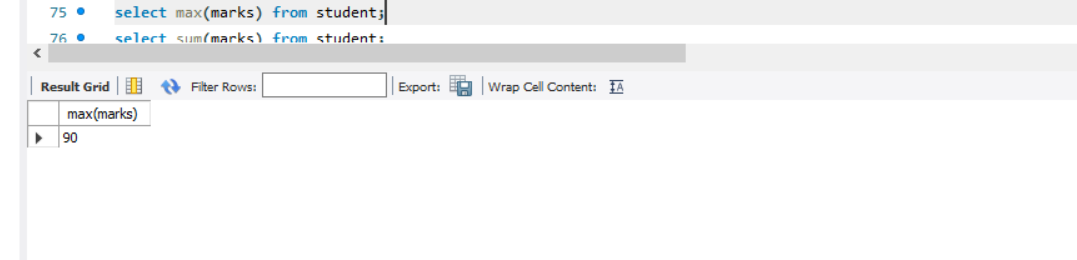 75 select max(marks) from student;
76 select sum(marks) from student;
Result Grid Filter Rows: Export: Wrap Cell Content:
max(marks)
90